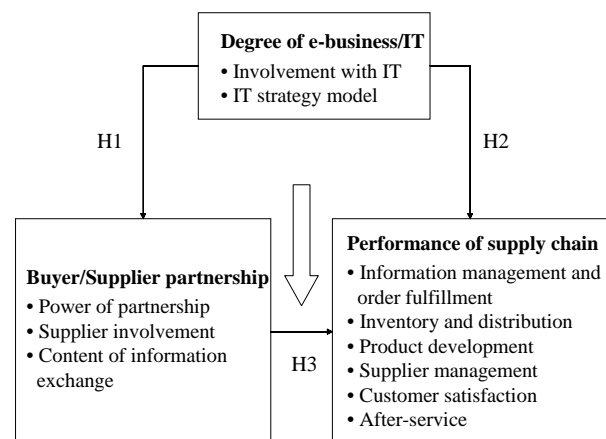 Degree of e-business/IT
• Involvement with IT
• IT strategy model
H1
H2
Buyer/Supplier partnership
• Power of partnership
• Supplier involvement
• Content of information
exchange
H3
Performance of supply chain
• Information management and
order fulfillment
• Inventory and distribution
• Product development
• Supplier management
• Customer satisfaction
• After-service